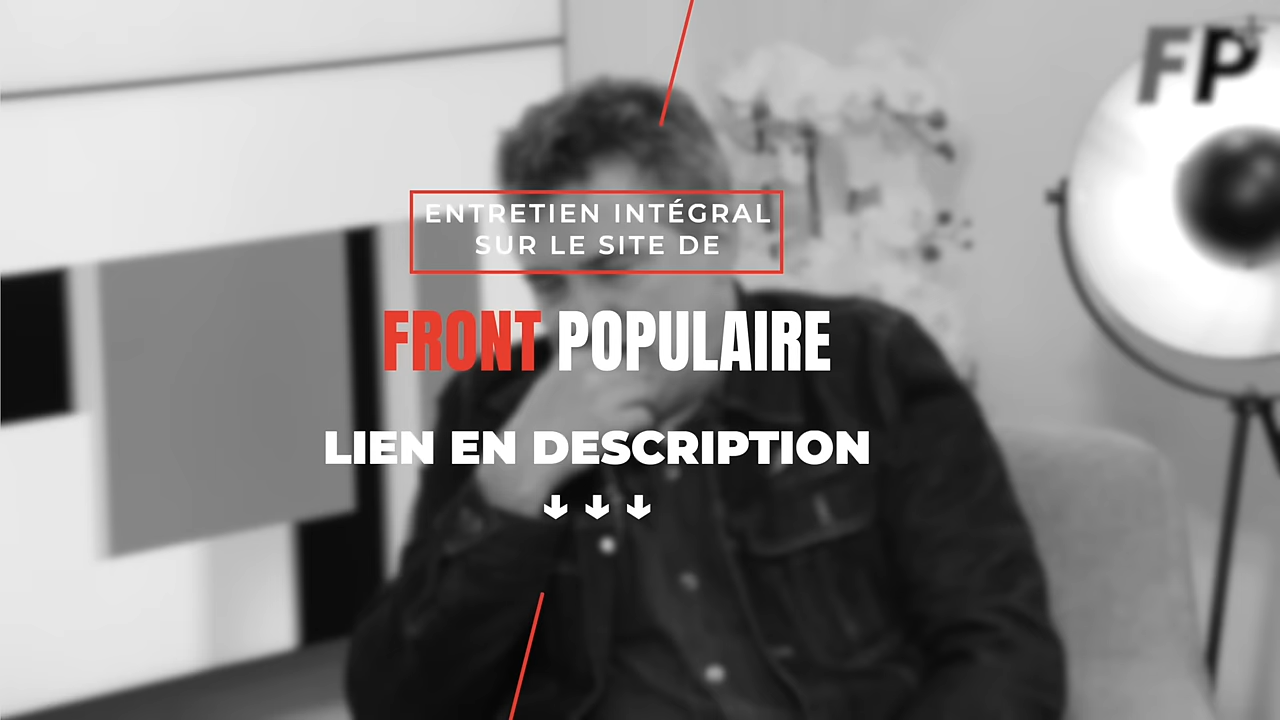 FP+
ENTRETIEN INTÉGRAL
SUR LE SITE DE
FRONT POPULAIRE
LIEN EN DESCRIPTION